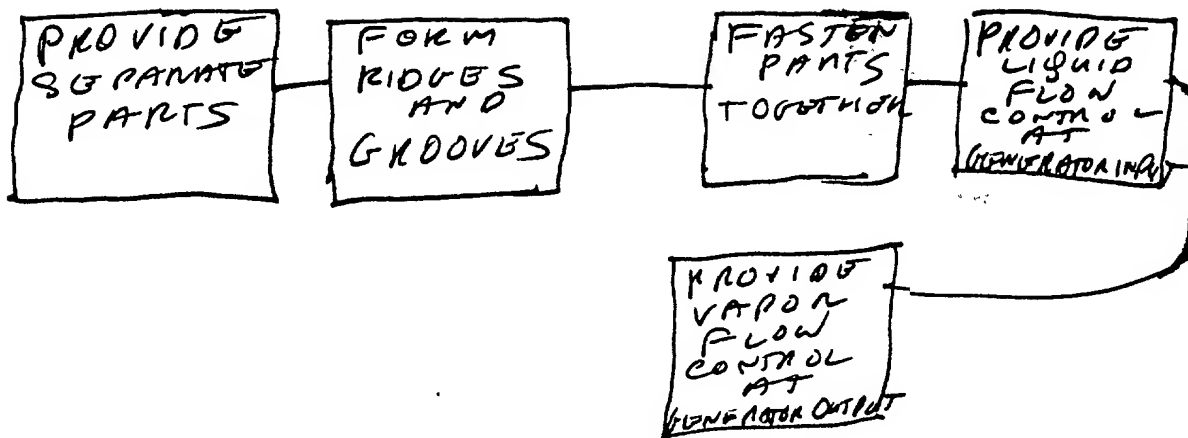 PROVIDE
SEPARATE
PARTS
FORM
RIDGES
AND
GROOVES
FASTEN
PARTS
TOGETHER
PROVIDE
LIQUID
FLOW
CONTROL
AT
GENERATOR INPUT
PROVIDE
VAPOR
FLOW
CONTROL
AT
GENERATOR OUTPUT